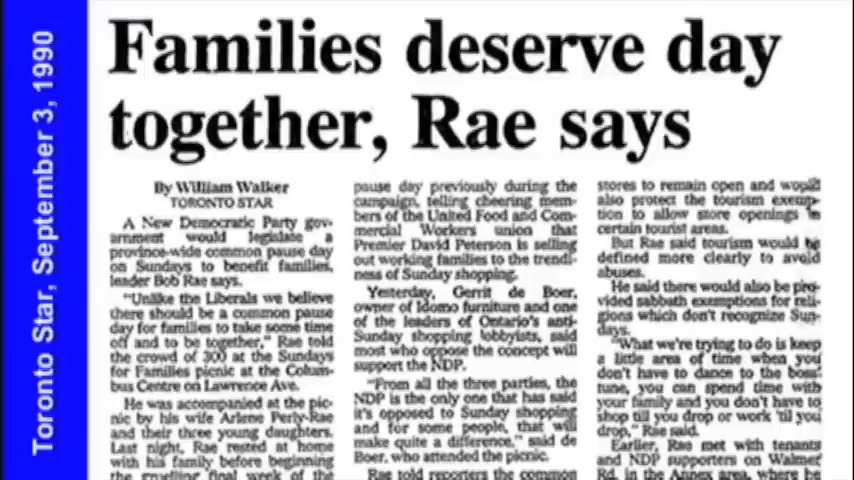 Toronto Star, September 3, 1990
Families deserve day
together, Rae says
By William Walker
TORONTO STAR
A New Democratic Party gov-
ernment would legislate a
province-wide common pause day
on Sundays to benefit families,
leader Bob Rae says.
"Unlike the Liberals we believe
there should be a common pause
day for families to take some time
off and to be together," Rae told
the crowd of 300 at the Sundays
for Families picnic at the Colum-
bus Centre on Lawrence Ave.
He was accompanied at the pic-
nic by his wife Arlene Perly-Rae
and their three young daughters.
Last night, Rae rested at home
with his family before beginning
the gruelling final week of the
pause day previously during the
campaign, telling cheering mem-
bers of the United Food and Com-
mercial Workers union that
Premier David Peterson is selling
out working families to the trendi-
ness of Sunday shopping.
Yesterday, Gerrit de Boer,
owner of Idomo furniture and one
of the leaders of Ontario's anti-
Sunday shopping lobbyists, said
most who oppose the concept will
support the NDP.
"From all the three parties, the
NDP is the only one that has said
it's opposed to Sunday shopping
and for some people, that will
make quite a difference," said de
Boer, who attended the picnic.
Rae told reporters the common
stores to remain open and would
also protect the tourism exemp-
tion to allow store openings in
certain tourist areas.
But Rae said tourism would be
defined more clearly to avoid
abuses.
He said there would also be pro-
vided sabbath exemptions for reli-
gions which don't recognize Sun-
days.
"What we're trying to do is keep
a little area of time when you
don't have to dance to the boss'
tune, you can spend time with
your family and you don't have to
shop till you drop or work 'til you
drop," Rae said.
Earlier, Rae met with tenants
and NDP supporters on Walmer
Rd. in the Annex area, where he